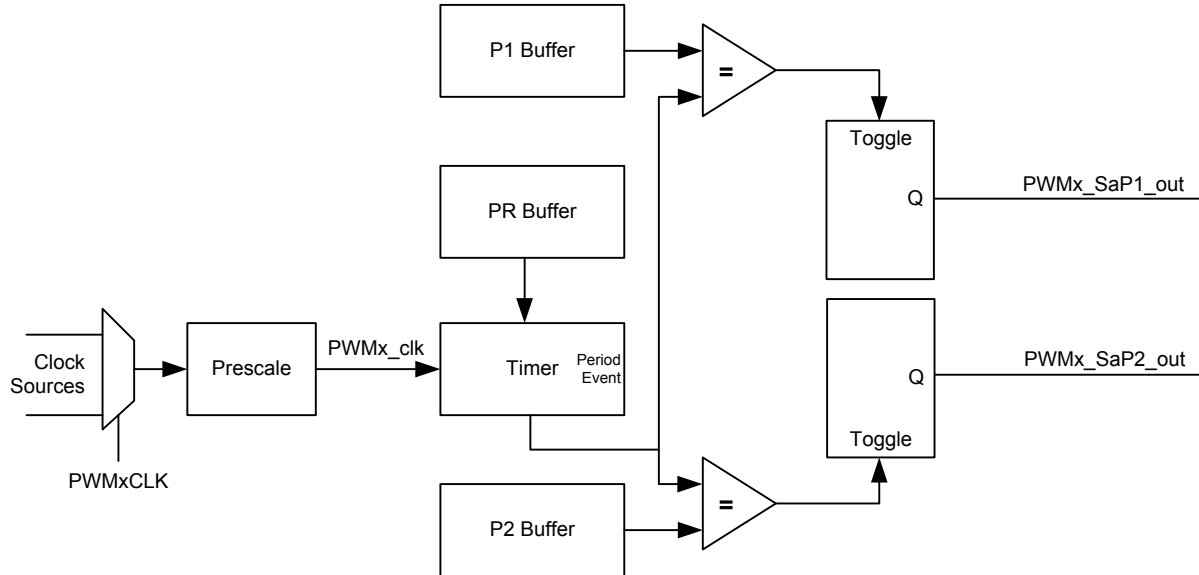 P1 Buffer
=
Toggle
Q
PWMx_SaP1_out
PR Buffer
Clock
Sources
Prescale
PWMx_clk
Timer
Period
Event
PWMxCLK
Q
PWMx_SaP2_out
Toggle
P2 Buffer
=